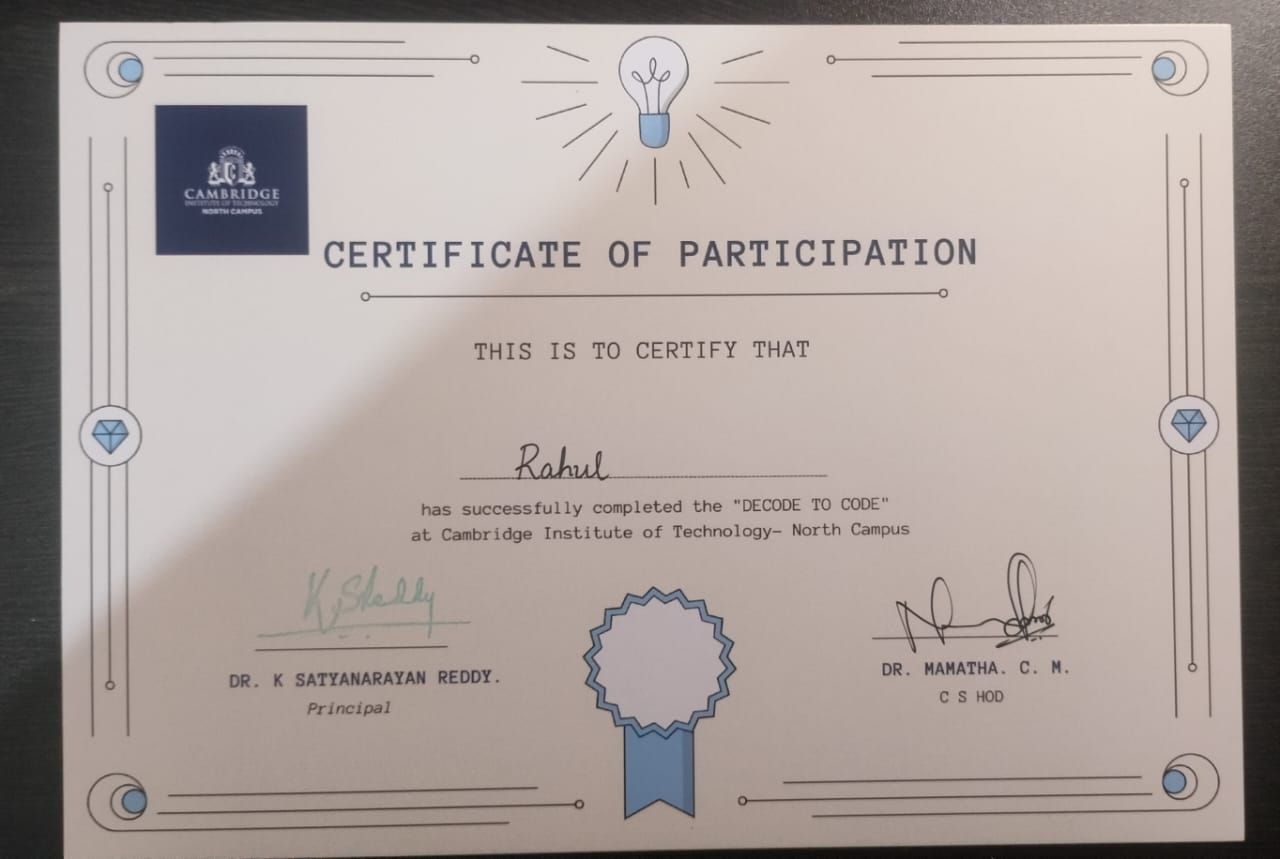 CAMBRIDGE
INSTITUTE OF TECHNOLOGY
NORTH CAMPUS
CERTIFICATE OF PARTICIPATION
THIS IS TO CERTIFY THAT
Rahul
has successfully completed the "DECODE TO CODE"
at Cambridge Institute of Technology- North Campus
K. S Reddy
DR. K SATYANARAYAN REDDY.
Principal
DR. MAMATHA. C. M.
C S HOD